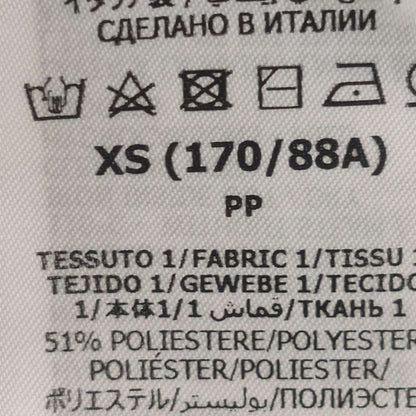 СДЕЛАНО В ИТАЛИИ
XS (170/88A)
PP
TESSUTO 1/FABRIC 1/TISSU 1
TEJIDO 1/GEWEBE 1/TECIDO
1/本体1/1 قماش/ТКАНЬ 1
51% POLIESTERE/POLYESTER
POLIÉSTER/POLIESTER/
ポリエステル/بوليستر/ПОЛИЭСТЕ